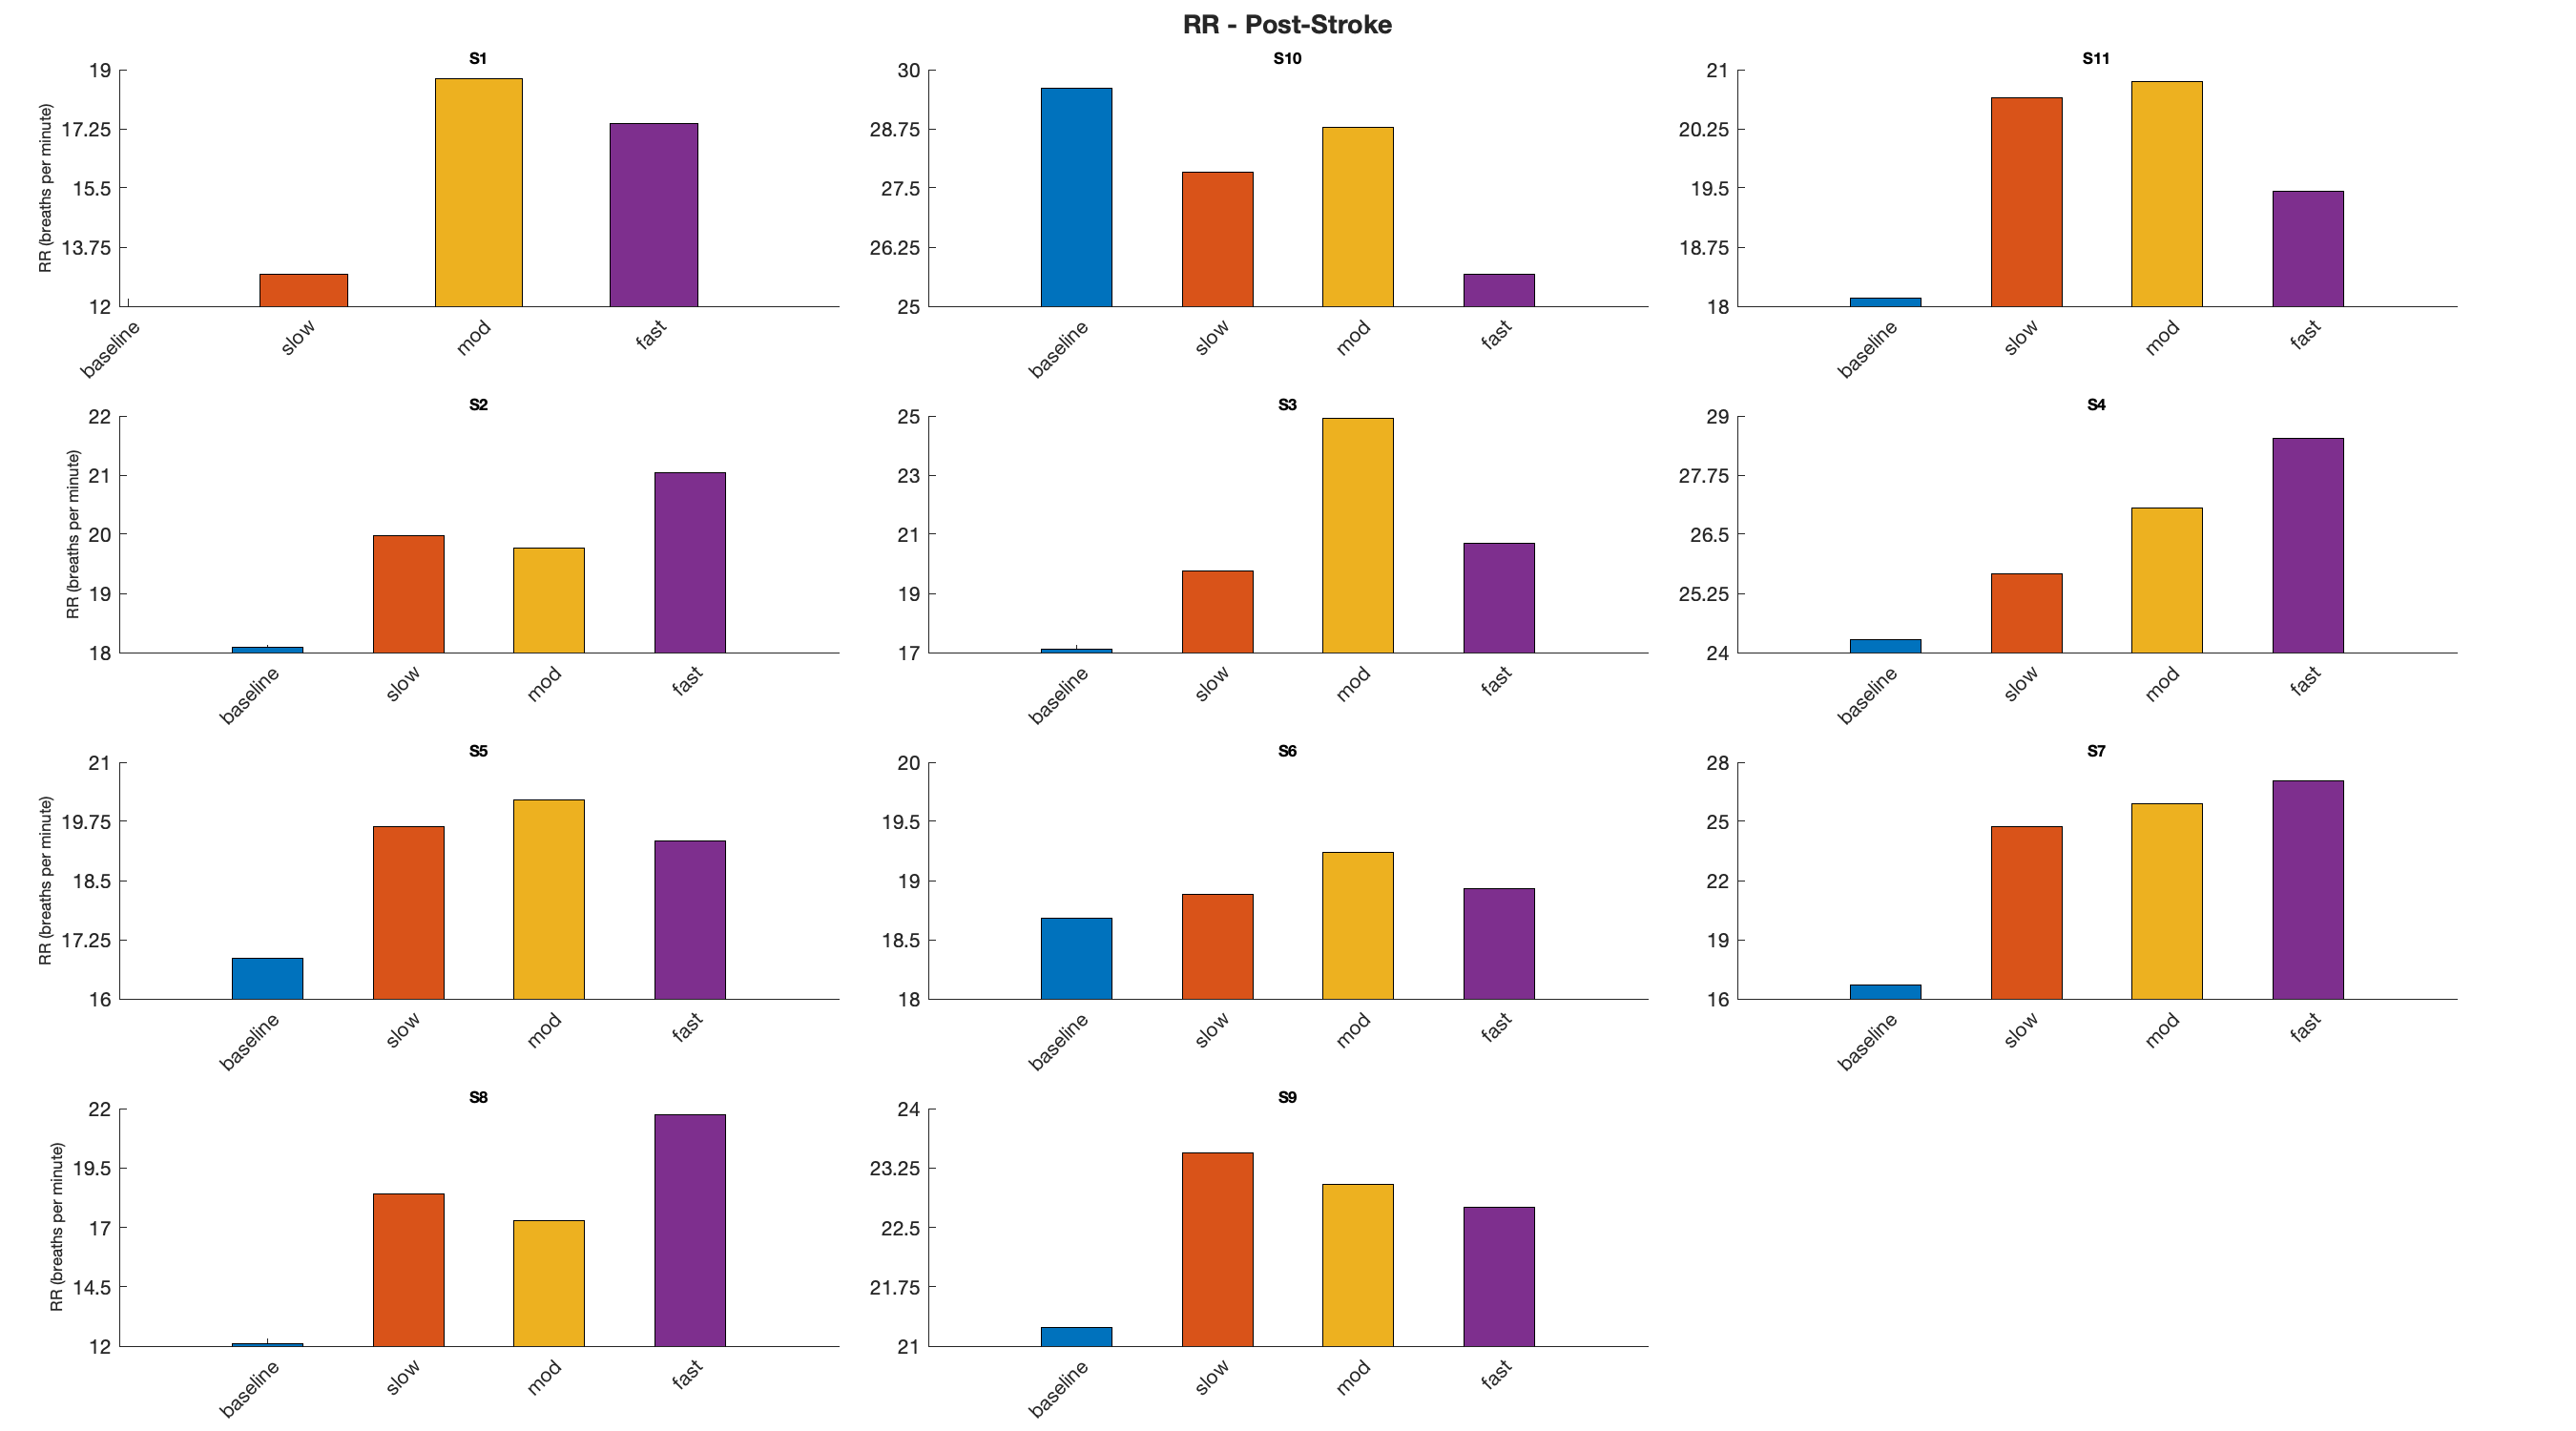 RR - Post-Stroke
S1
RR (breaths per minute)
19
17.25
15.5
13.75
12
baseline
slow
mod
fast
S10
30
28.75
27.5
26.25
25
baseline
slow
mod
fast
S11
21
20.25
19.5
18.75
18
baseline
slow
mod
fast
S2
RR (breaths per minute)
22
21
20
19
18
baseline
slow
mod
fast
S3
25
23
21
19
17
baseline
slow
mod
fast
S4
29
27.75
26.5
25.25
24
baseline
slow
mod
fast
S5
RR (breaths per minute)
21
19.75
18.5
17.25
16
baseline
slow
mod
fast
S6
20
19.5
19
18.5
18
baseline
slow
mod
fast
S7
28
25
22
19
16
baseline
slow
mod
fast
S8
RR (breaths per minute)
22
19.5
17
14.5
12
baseline
slow
mod
fast
S9
24
23.25
22.5
21.75
21
baseline
slow
mod
fast